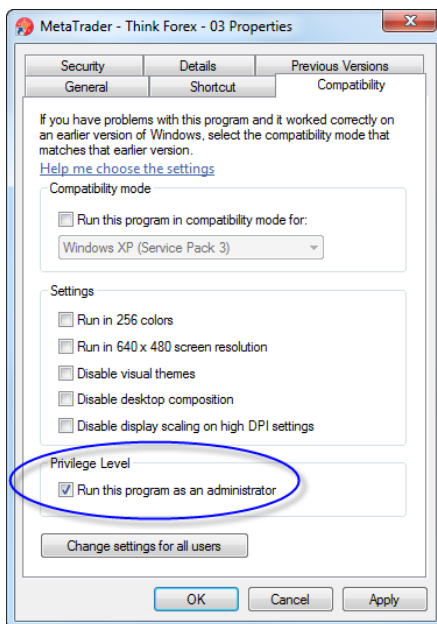 MetaTrader - Think Forex - 03 Properties
Security
Details
Previous Versions
General
Shortcut
Compatibility
If you have problems with this program and it worked correctly on
an earlier version of Windows, select the compatibility mode that
matches that earlier version.
Help me choose the settings
Compatibility mode
Run this program in compatibility mode for:
Windows XP (Service Pack 3)
Settings
Run in 256 colors
Run in 640 x 480 screen resolution
Disable visual themes
Disable desktop composition
Disable display scaling on high DPI settings
Privilege Level
Run this program as an administrator
Change settings for all users
OK
Cancel
Apply